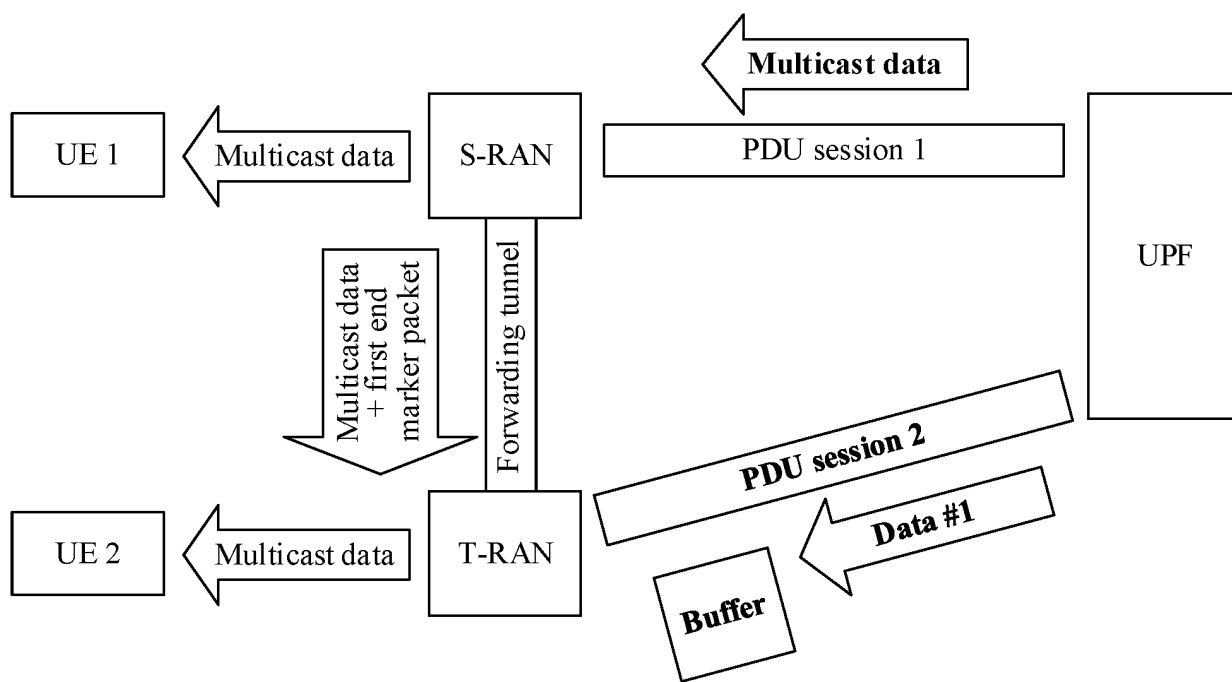 Multicast data
UE 1
Multicast data
S-RAN
PDU session 1
UPF
Multicast data
+ first end
marker packet
Forwarding tunnel
PDU session 2
Data #1
UE 2
Multicast data
T-RAN
Buffer